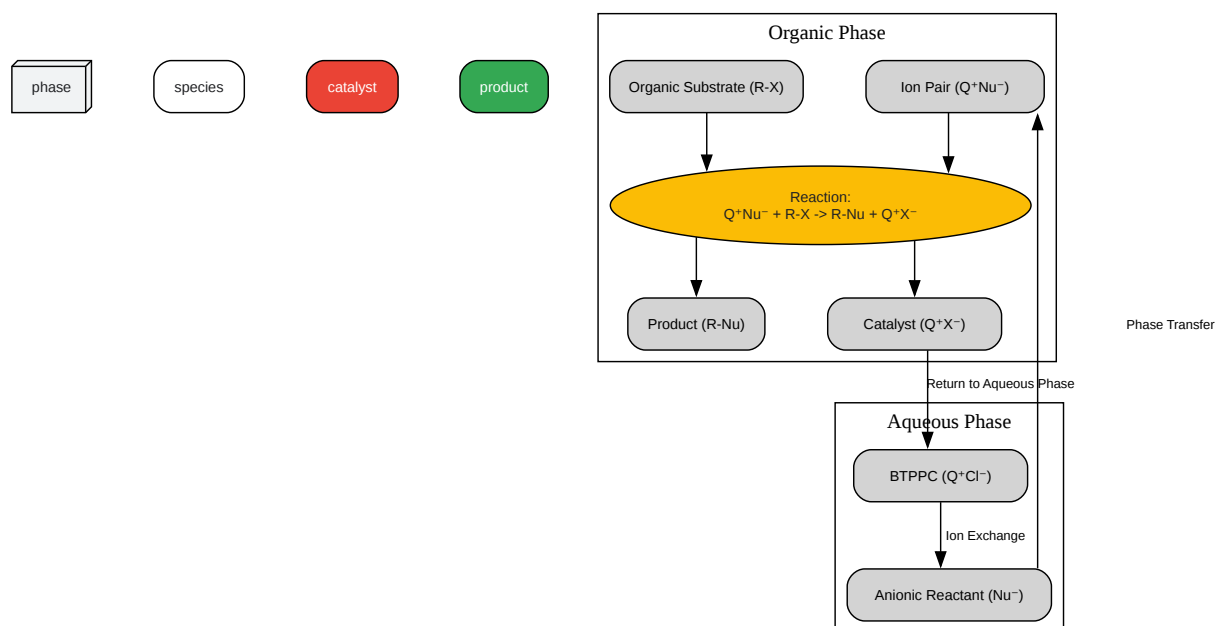 Organic Phase
phase
species
catalyst
product
Organic Substrate (R-X)
Ion Pair (Q⁺Nu⁻)
Reaction:
Q⁺Nu⁻ + R-X -> R-Nu + Q⁺X⁻
Product (R-Nu)
Catalyst (Q⁺X⁻)
Phase Transfer
Return to Aqueous Phase
Aqueous Phase
BTPPC (Q⁺Cl⁻)
Ion Exchange
Anionic Reactant (Nu⁻)